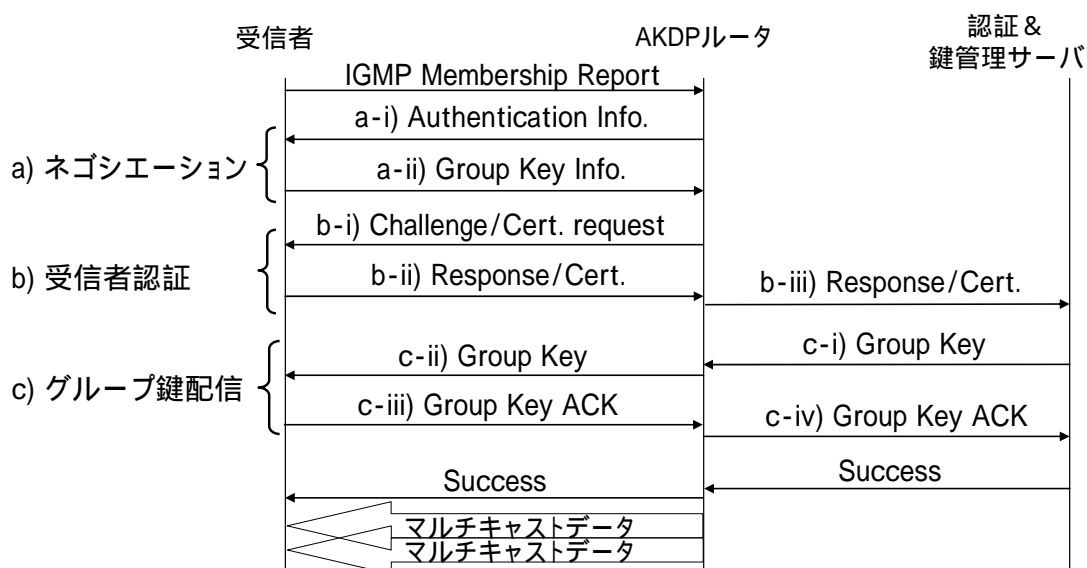 受信者
AKDPルータ
認証&
鍵管理サーバ
IGMP Membership Report
a-i) Authentication Info.
a) ネゴシエーション
a-ii) Group Key Info.
b-i) Challenge/Cert. request
b) 受信者認証
b-ii) Response/Cert.
b-iii) Response/Cert.
c-i) Group Key
c-ii) Group Key
c) グループ鍵配信
c-iii) Group Key ACK
c-iv) Group Key ACK
Success
Success
マルチキャストデータ
マルチキャストデータ